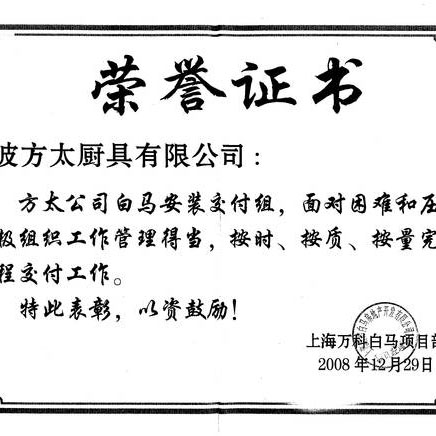 荣誉证书
波方太厨具有限公司：
方太公司白马安装交付组，面对困难和压
极组织工作管理得当，按时、按质、按量完
程交付工作。
特此表彰，以资鼓励！
上海万科白马项目部
2008年12月29日